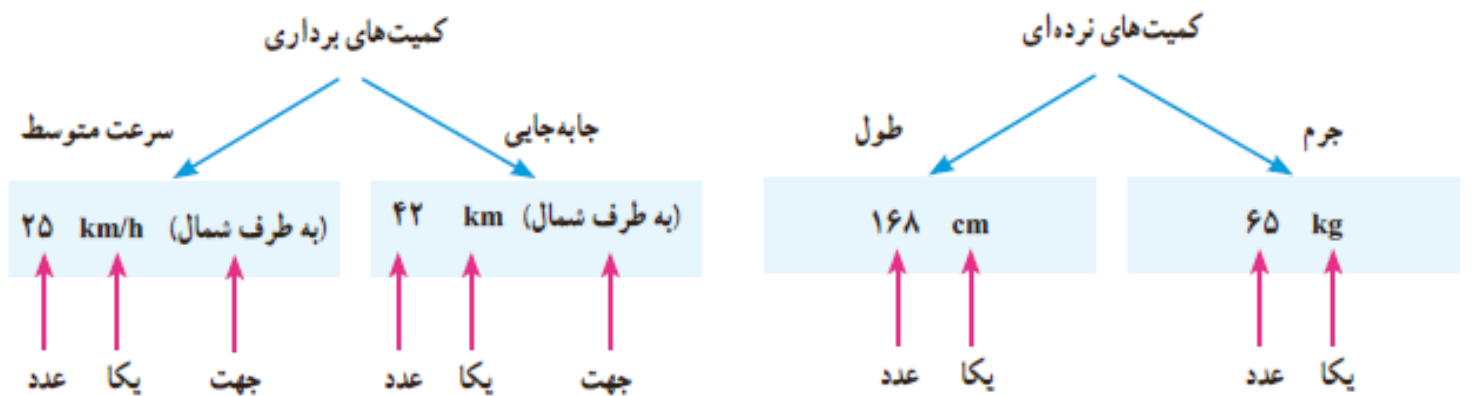 کمیت‌های نرده‌ای
جرم
طول
۶۵ kg
۱۶۸ cm
عدد یکا
عدد یکا
کمیت‌های برداری
جابه‌جایی
سرعت متوسط
۴۲ km (به طرف شمال)
۲۵ km/h (به طرف شمال)
عدد یکا جهت
عدد یکا جهت